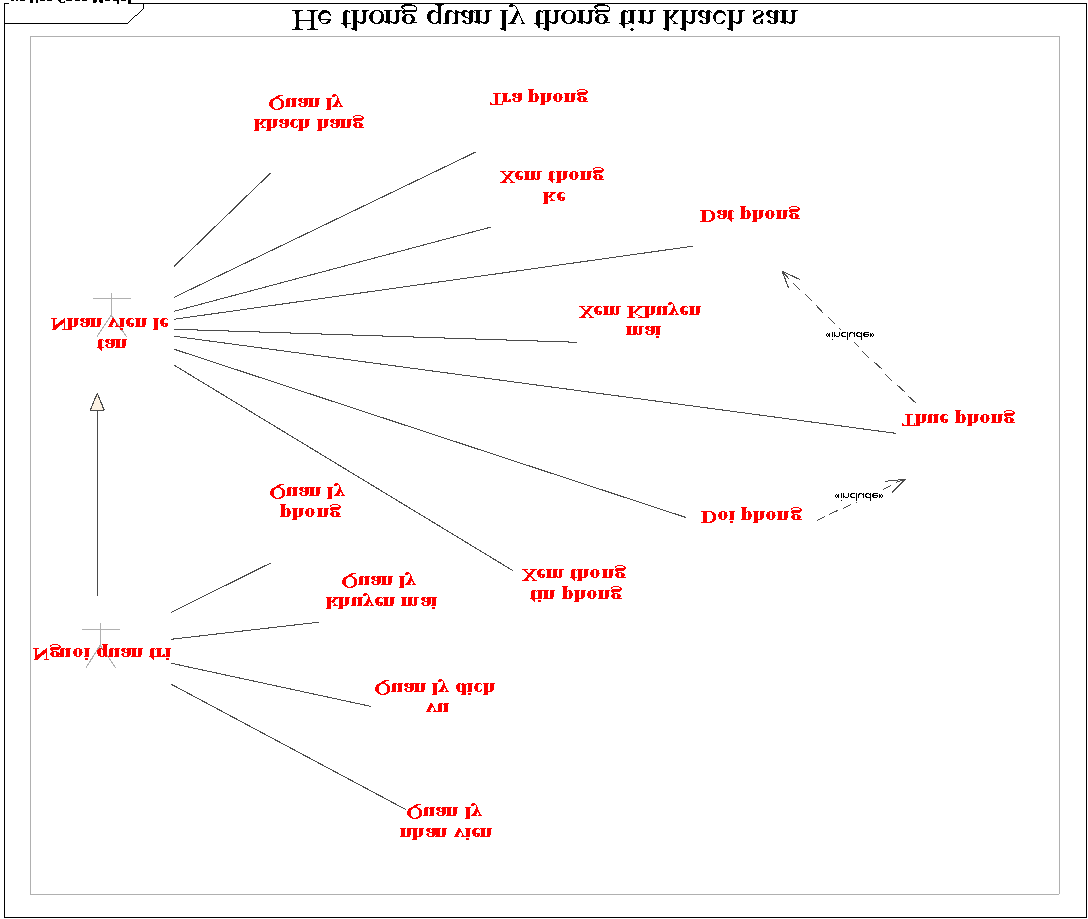 He thong quan ly thong tin khach san
Quan ly
khach hang
Tra phong
Xem thong
ke
Dat phong
Nhan vien le
tan
Xem Khuyen
mai
«include»
Thue phong
Quan ly
phong
«include»
Doi phong
Xem thong
tin phong
Quan ly
khuyen mai
Nguoi quan tri
Quan ly dich
vu
Quan ly
nhan vien